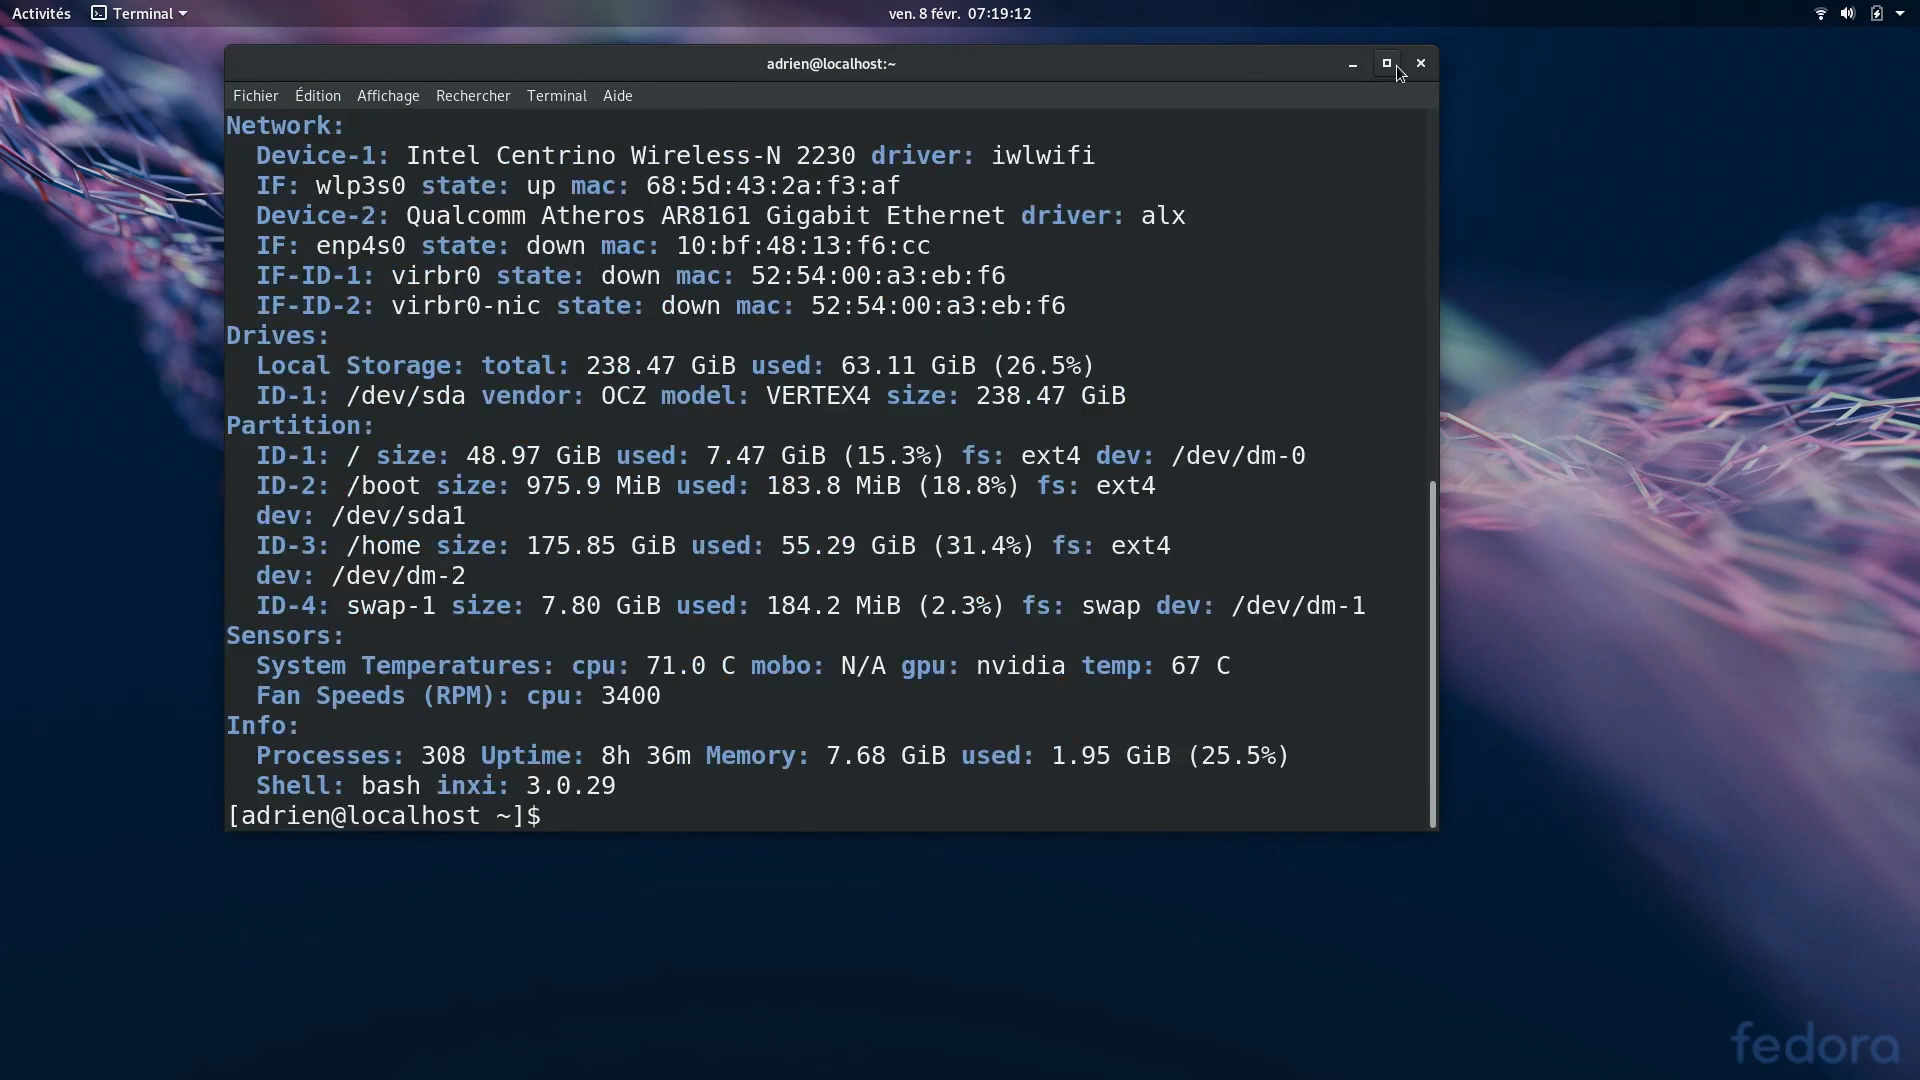 Activités Terminal ven. 8 févr. 07:19:12
adrien@localhost:~
Fichier Édition Affichage Rechercher Terminal Aide
Network:
Device-1: Intel Centrino Wireless-N 2230 driver: iwlwifi
IF: wlp3s0 state: up mac: 68:5d:43:2a:f3:af
Device-2: Qualcomm Atheros AR8161 Gigabit Ethernet driver: alx
IF: enp4s0 state: down mac: 10:bf:48:13:f6:cc
IF-ID-1: virbr0 state: down mac: 52:54:00:a3:eb:f6
IF-ID-2: virbr0-nic state: down mac: 52:54:00:a3:eb:f6
Drives:
Local Storage: total: 238.47 GiB used: 63.11 GiB (26.5%)
ID-1: /dev/sda vendor: OCZ model: VERTEX4 size: 238.47 GiB
Partition:
ID-1: / size: 48.97 GiB used: 7.47 GiB (15.3%) fs: ext4 dev: /dev/dm-0
ID-2: /boot size: 975.9 MiB used: 183.8 MiB (18.8%) fs: ext4
dev: /dev/sda1
ID-3: /home size: 175.85 GiB used: 55.29 GiB (31.4%) fs: ext4
dev: /dev/dm-2
ID-4: swap-1 size: 7.80 GiB used: 184.2 MiB (2.3%) fs: swap dev: /dev/dm-1
Sensors:
System Temperatures: cpu: 71.0 C mobo: N/A gpu: nvidia temp: 67 C
Fan Speeds (RPM): cpu: 3400
Info:
Processes: 308 Uptime: 8h 36m Memory: 7.68 GiB used: 1.95 GiB (25.5%)
Shell: bash inxi: 3.0.29
[adrien@localhost ~]$
fedora